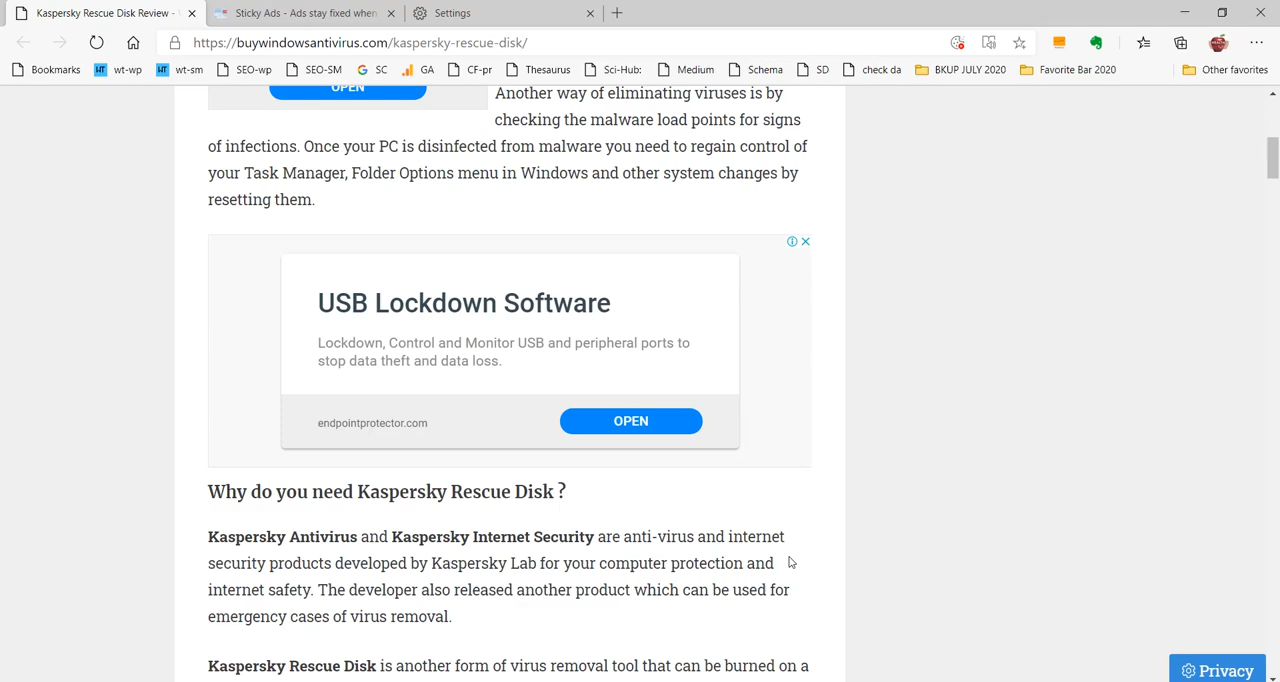 Kaspersky Rescue Disk Review -
Sticky Ads - Ads stay fixed when
Settings
https://buywindowsantivirus.com/kaspersky-rescue-disk/
Bookmarks wt-wp wt-sm SEO-wp SEO-SM SC GA CF-pr Thesaurus Sci-Hub: Medium Schema SD check da BKUP JULY 2020 Favorite Bar 2020 Other favorites
OPEN
Another way of eliminating viruses is by
checking the malware load points for signs
of infections. Once your PC is disinfected from malware you need to regain control of
your Task Manager, Folder Options menu in Windows and other system changes by
resetting them.
USB Lockdown Software
Lockdown, Control and Monitor USB and peripheral ports to
stop data theft and data loss.
endpointprotector.com
OPEN
Why do you need Kaspersky Rescue Disk ?
Kaspersky Antivirus and Kaspersky Internet Security are anti-virus and internet
security products developed by Kaspersky Lab for your computer protection and
internet safety. The developer also released another product which can be used for
emergency cases of virus removal.
Kaspersky Rescue Disk is another form of virus removal tool that can be burned on a
Privacy